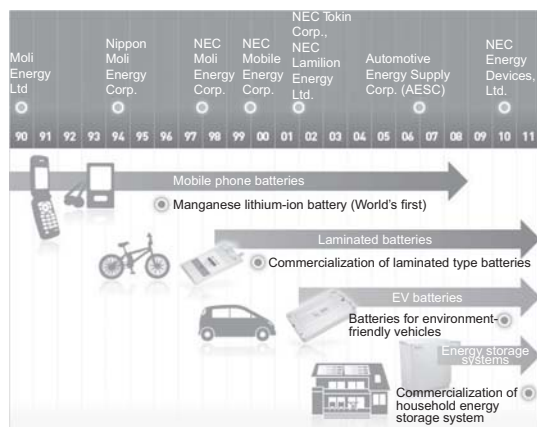 Moli
Energy
Ltd
Nippon
Moli
Energy
Corp.
NEC
Moli
Energy
Corp.
NEC
Mobile
Energy
Corp.
NEC Tokin
Corp.,
NEC
Lamilion
Energy
Ltd.
Automotive
Energy Supply
Corp. (AESC)
NEC
Energy
Devices,
Ltd.
90 91 92 93 94 95 96 97 98 99 00 01 02 03 04 05 06 07 08 09 10 11
Mobile phone batteries
Manganese lithium-ion battery (World's first)
Laminated batteries
Commercialization of laminated type batteries
EV batteries
Batteries for environment-
friendly vehicles
Energy storage
systems
Commercialization of
household energy
storage system